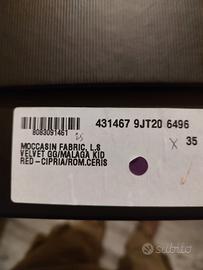 431467 9JT20 6496
8083091461
X 35
MOCCASIN FABRIC. L.S
VELVET GG/MALAGA KID
RED-CIPRIA/ROM.CERIS
subito